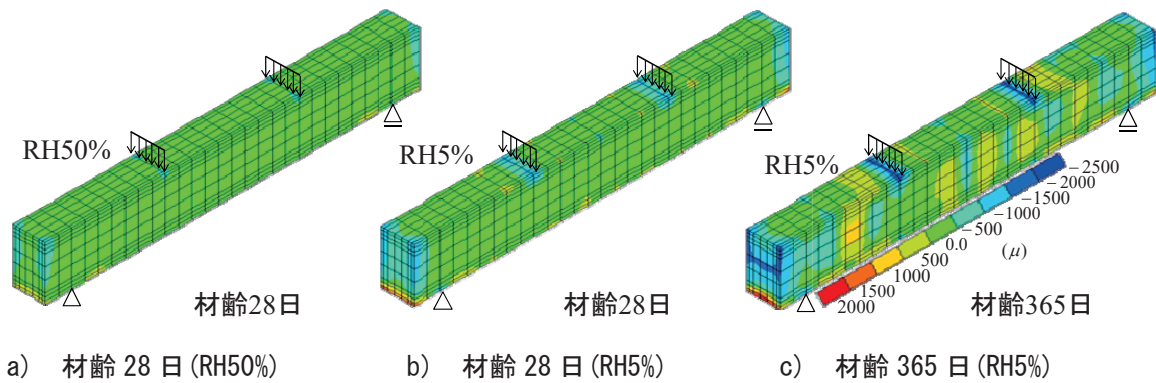 RH50%
材齢28日
RH5%
材齢28日
RH5%
-2500
-2000
-1500
-1000
-500
0.0
500
1000
1500
2000
(μ)
材齢365日
a) 材齢 28 日(RH50%)
b) 材齢 28 日(RH5%)
c) 材齢 365 日(RH5%)